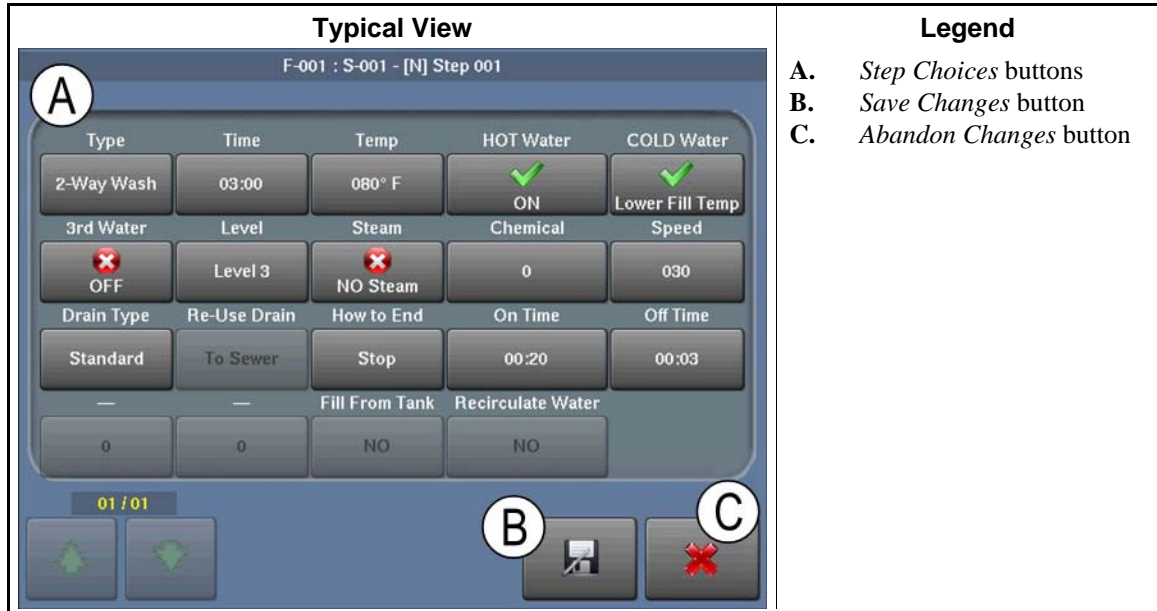 Typical View
Legend
F-001 : S-001 - [N] Step 001
A
A. Step Choices buttons
B. Save Changes button
C. Abandon Changes button
Type Time Temp HOT Water COLD Water
2-Way Wash 03:00 080° F ON Lower Fill Temp
3rd Water Level Steam Chemical Speed
OFF Level 3 NO Steam 0 030
Drain Type Re-Use Drain How to End On Time Off Time
Standard To Sewer Stop 00:20 00:03
— — Fill From Tank Recirculate Water
0 0 NO NO
01 / 01
B
C